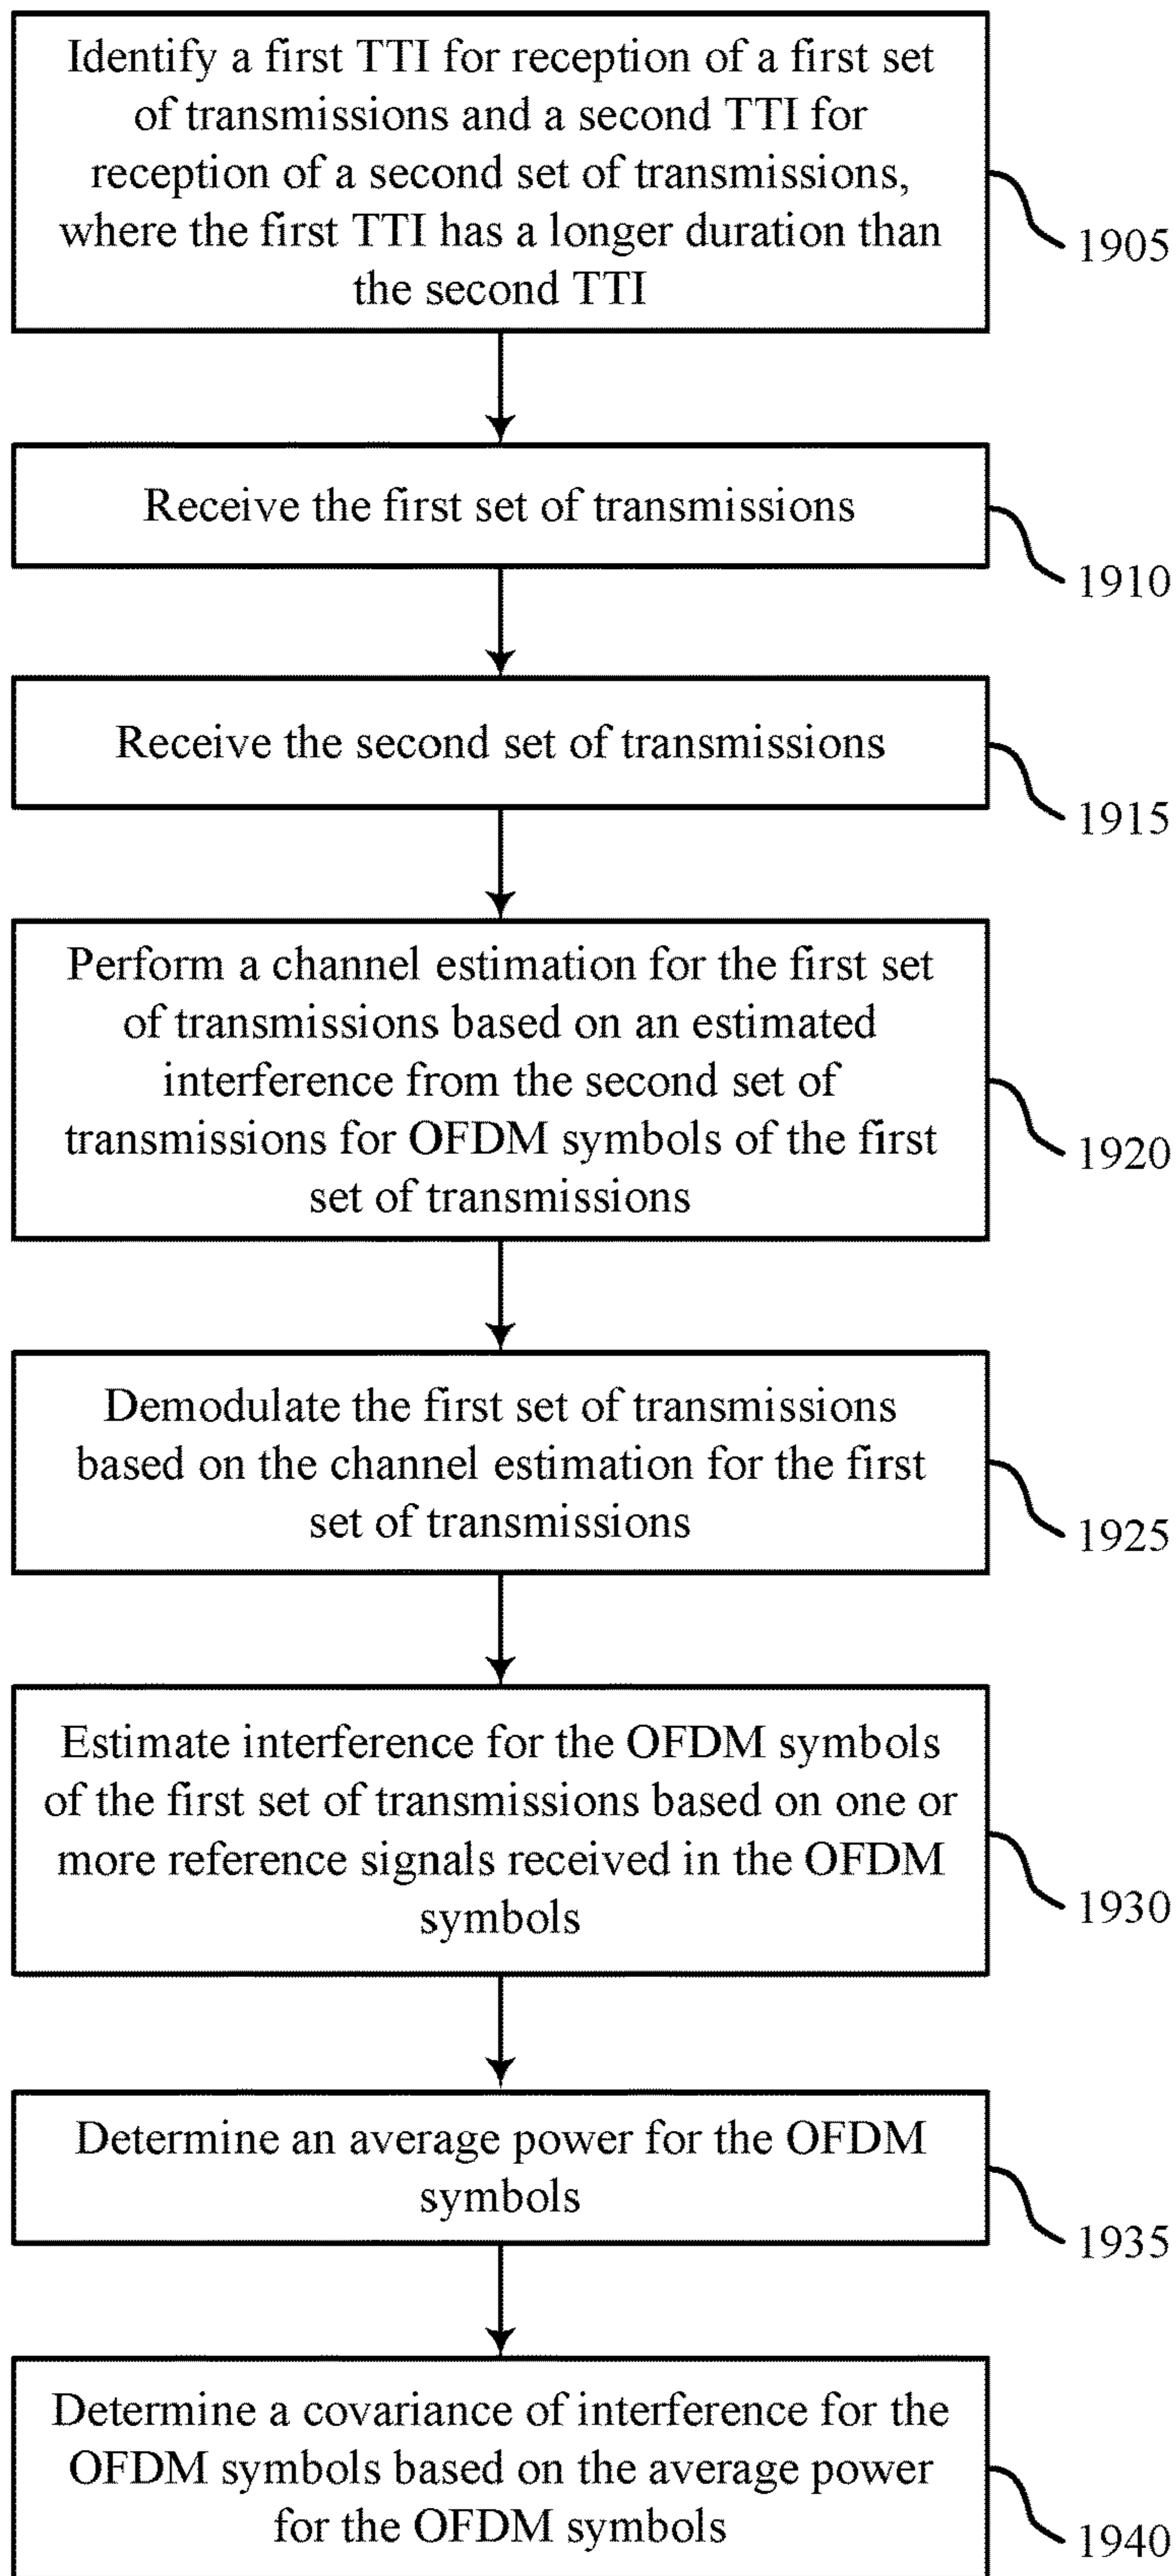 Identify a first TTI for reception of a first set
of transmissions and a second TTI for
reception of a second set of transmissions,
where the first TTI has a longer duration than
the second TTI
1905
Receive the first set of transmissions
1910
Receive the second set of transmissions
1915
Perform a channel estimation for the first set
of transmissions based on an estimated
interference from the second set of
transmissions for OFDM symbols of the first
set of transmissions
1920
Demodulate the first set of transmissions
based on the channel estimation for the first
set of transmissions
1925
Estimate interference for the OFDM symbols
of the first set of transmissions based on one or
more reference signals received in the OFDM
symbols
1930
Determine an average power for the OFDM
symbols
1935
Determine a covariance of interference for the
OFDM symbols based on the average power
for the OFDM symbols
1940